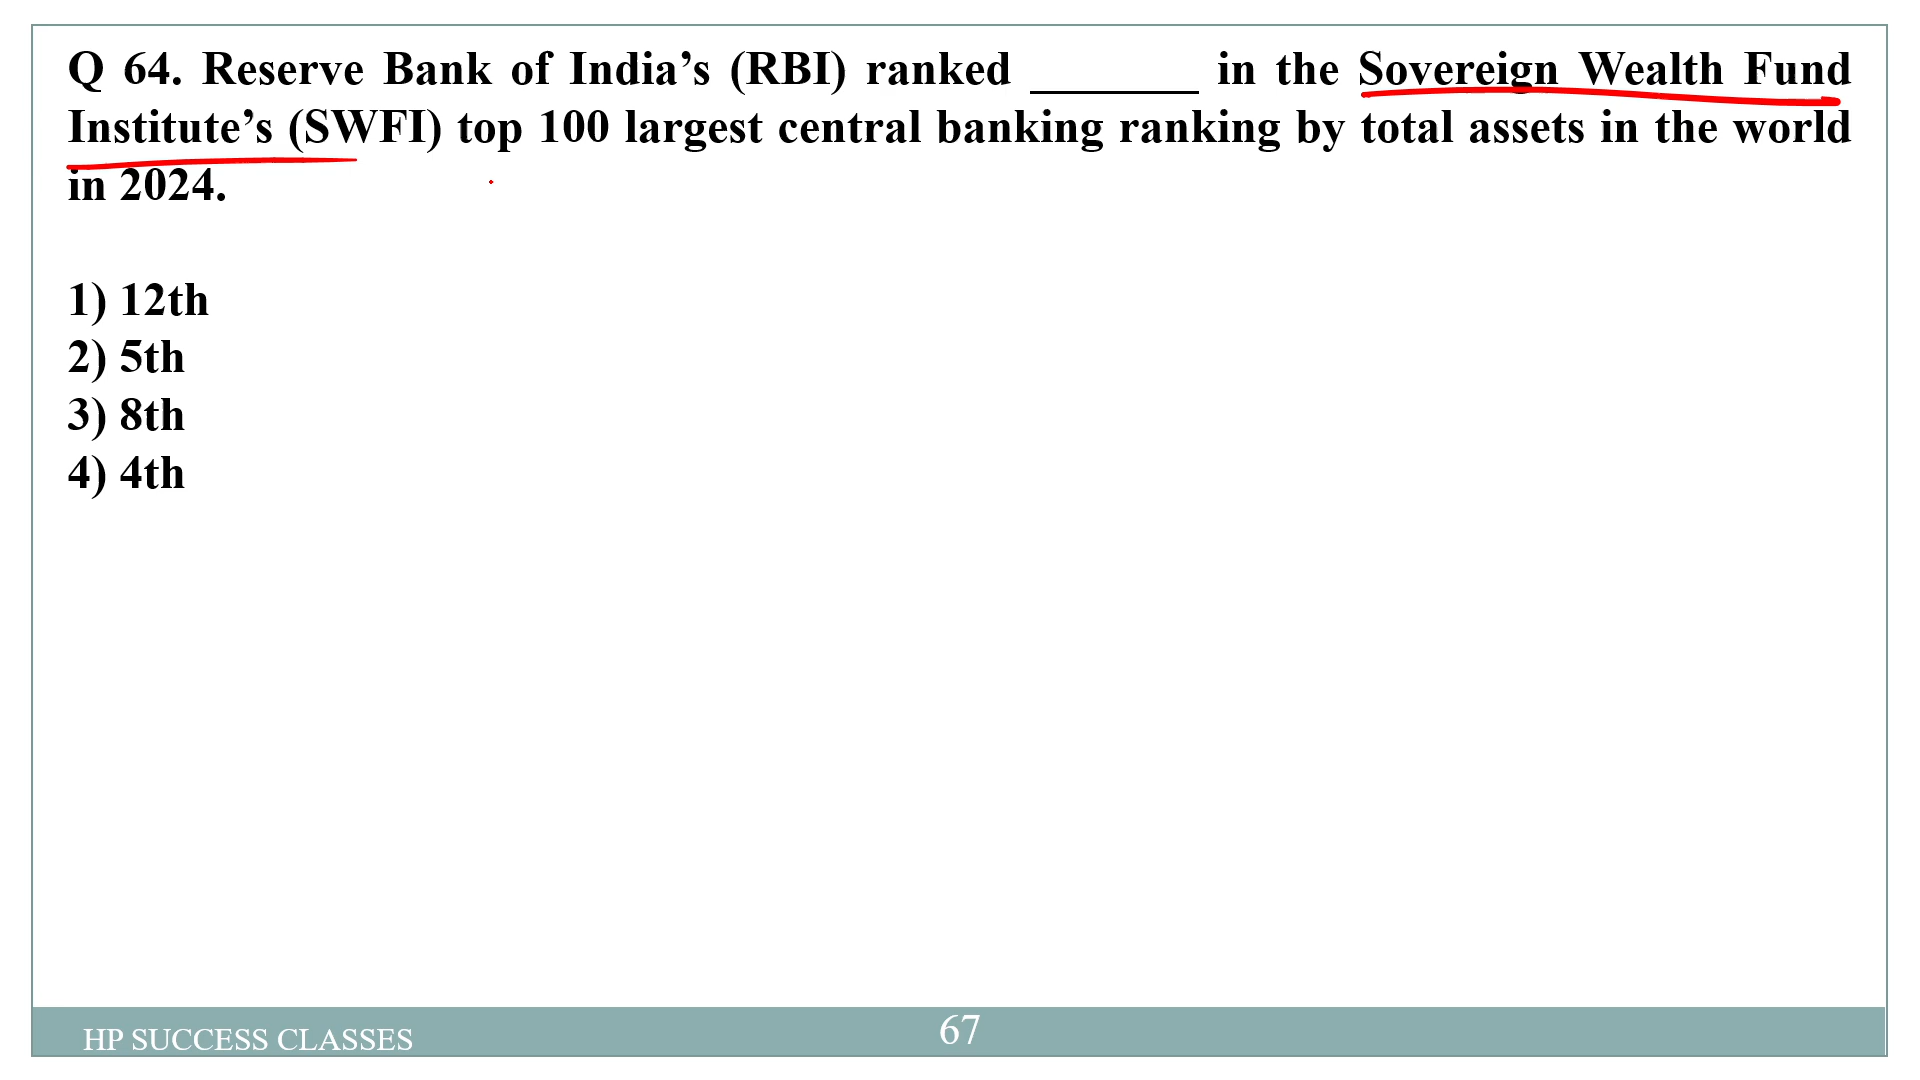 Q 64. Reserve Bank of India’s (RBI) ranked _______ in the Sovereign Wealth Fund
Institute’s (SWFI) top 100 largest central banking ranking by total assets in the world
in 2024.
1) 12th
2) 5th
3) 8th
4) 4th
HP SUCCESS CLASSES
67